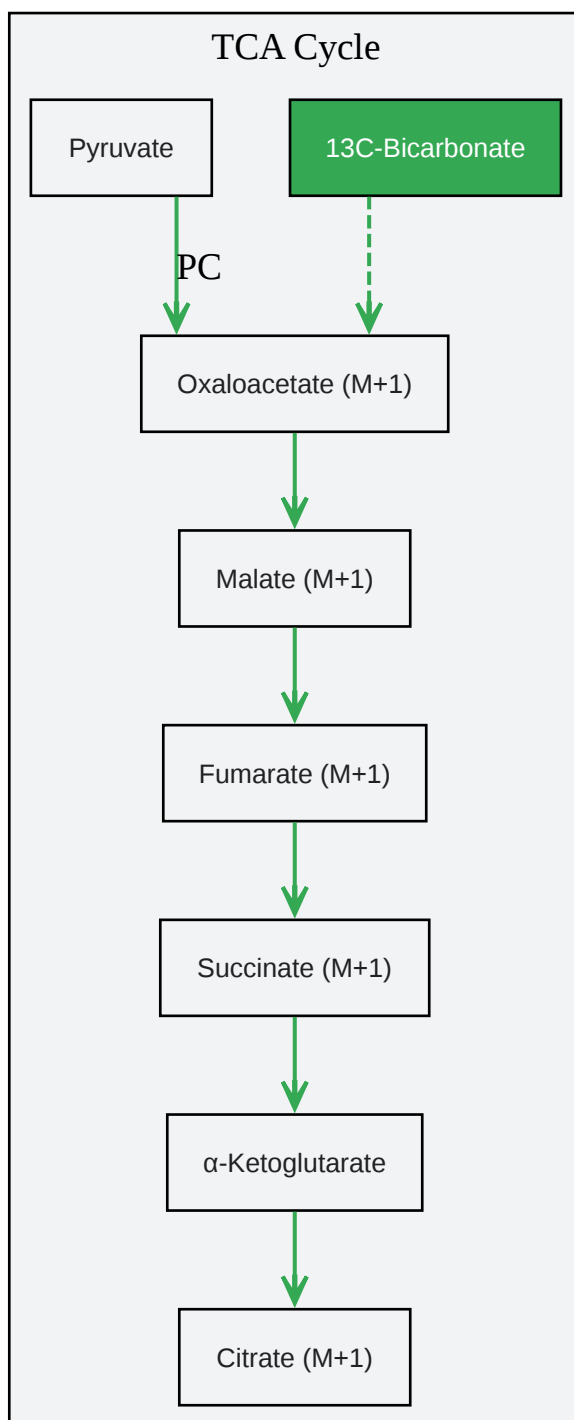 TCA Cycle
Pyruvate
13C-Bicarbonate
PC
Oxaloacetate (M+1)
Malate (M+1)
Fumarate (M+1)
Succinate (M+1)
α-Ketoglutarate
Citrate (M+1)